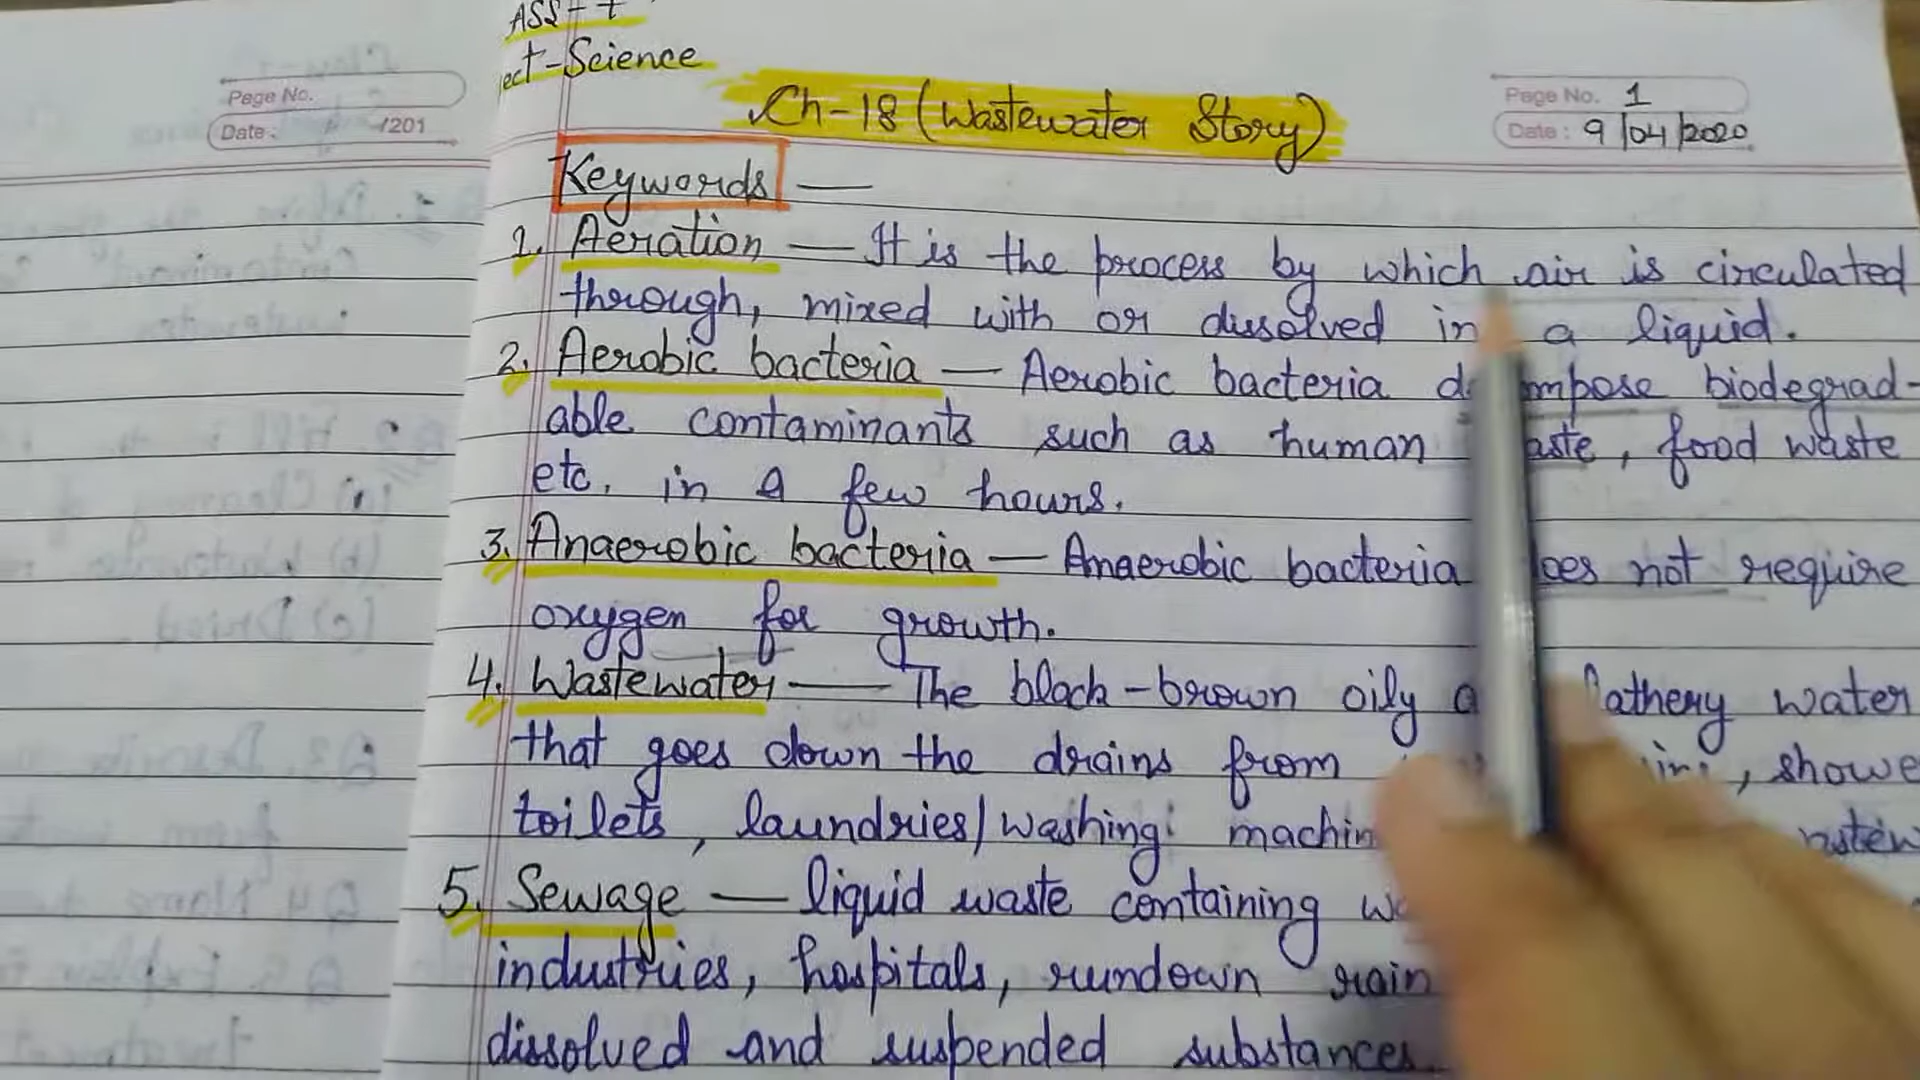 Page No.
Date : /201
ect-Science
Ch-18 (Wastewater Story)
Page No. 1
Date : 9/04/2020
Keywords —
1. Aeration — It is the process by which air is circulated
through, mixed with or dissolved in a liquid.
2. Aerobic bacteria — Aerobic bacteria d mpose biodegrad-
able contaminants such as human aste, food waste
etc. in a few hours.
3. Anaerobic bacteria — Anaerobic bacteria oes not require
oxygen for growth.
4. Wastewater — The black-brown oily a lathery water
that goes down the drains from , showe
toilets, laundries/washing machin
5. Sewage — liquid waste containing
industries, hospitals, rundown rain
dissolved and suspended substances.